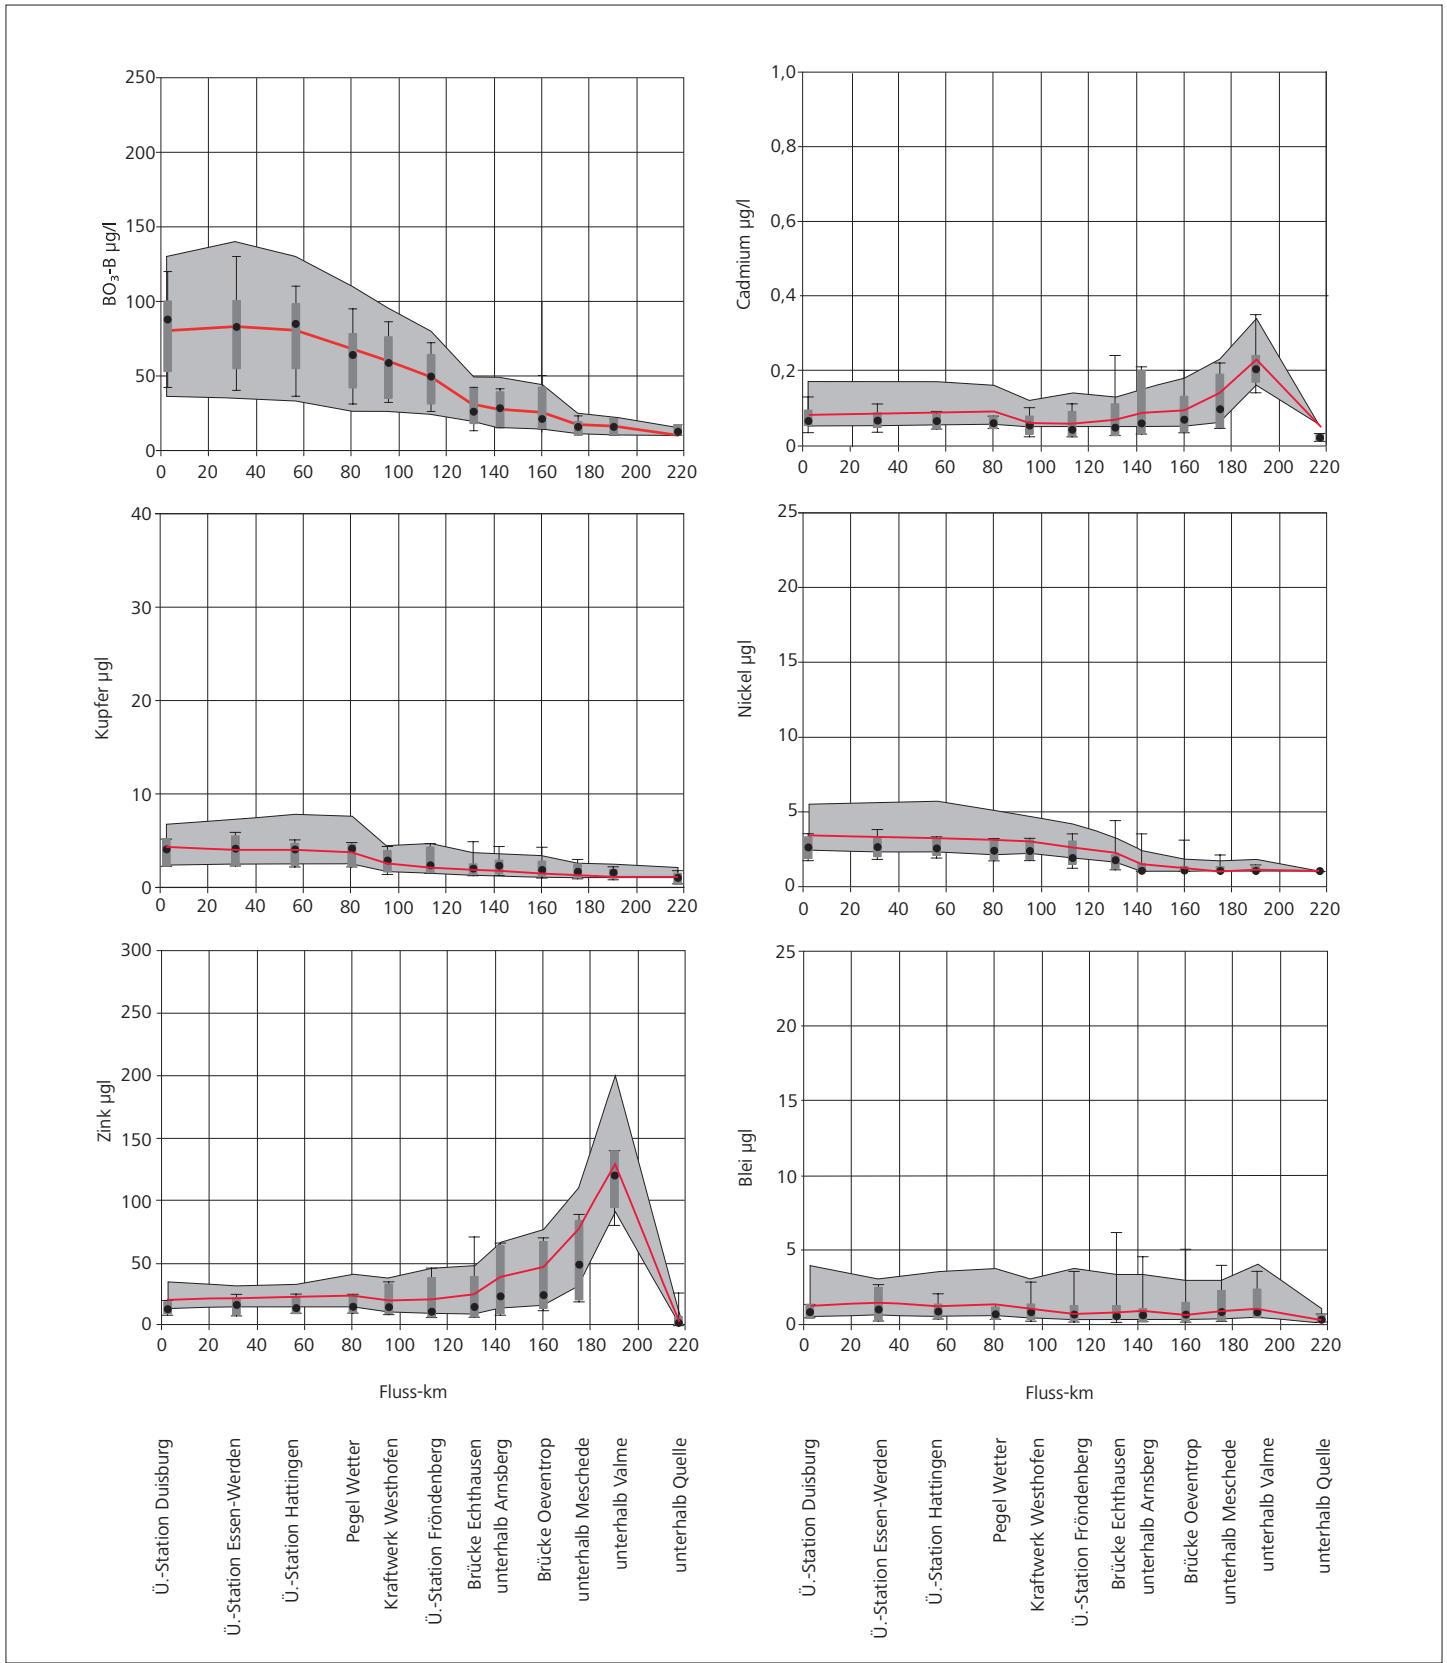 250
200
150
100
50
0
BO₃-B µg/l
0 20 40 60 80 100 120 140 160 180 200 220
1,0
0,8
0,6
0,4
0,2
0
Cadmium µg/l
0 20 40 60 80 100 120 140 160 180 200 220
40
30
20
10
0
Kupfer µgl
0 20 40 60 80 100 120 140 160 180 200 220
25
20
15
10
5
0
Nickel µgl
0 20 40 60 80 100 120 140 160 180 200 220
300
250
200
150
100
50
0
Zink µgl
0 20 40 60 80 100 120 140 160 180 200 220
Fluss-km
25
20
15
10
5
0
Blei µgl
0 20 40 60 80 100 120 140 160 180 200 220
Fluss-km
Ü.-Station Duisburg
Ü.-Station Essen-Werden
Ü.-Station Hattingen
Pegel Wetter
Kraftwerk Westhofen
Ü.-Station Fröndenberg
Brücke Echthausen
unterhalb Arnsberg
Brücke Oeventrop
unterhalb Meschede
unterhalb Valme
unterhalb Quelle
Ü.-Station Duisburg
Ü.-Station Essen-Werden
Ü.-Station Hattingen
Pegel Wetter
Kraftwerk Westhofen
Ü.-Station Fröndenberg
Brücke Echthausen
unterhalb Arnsberg
Brücke Oeventrop
unterhalb Meschede
unterhalb Valme
unterhalb Quelle